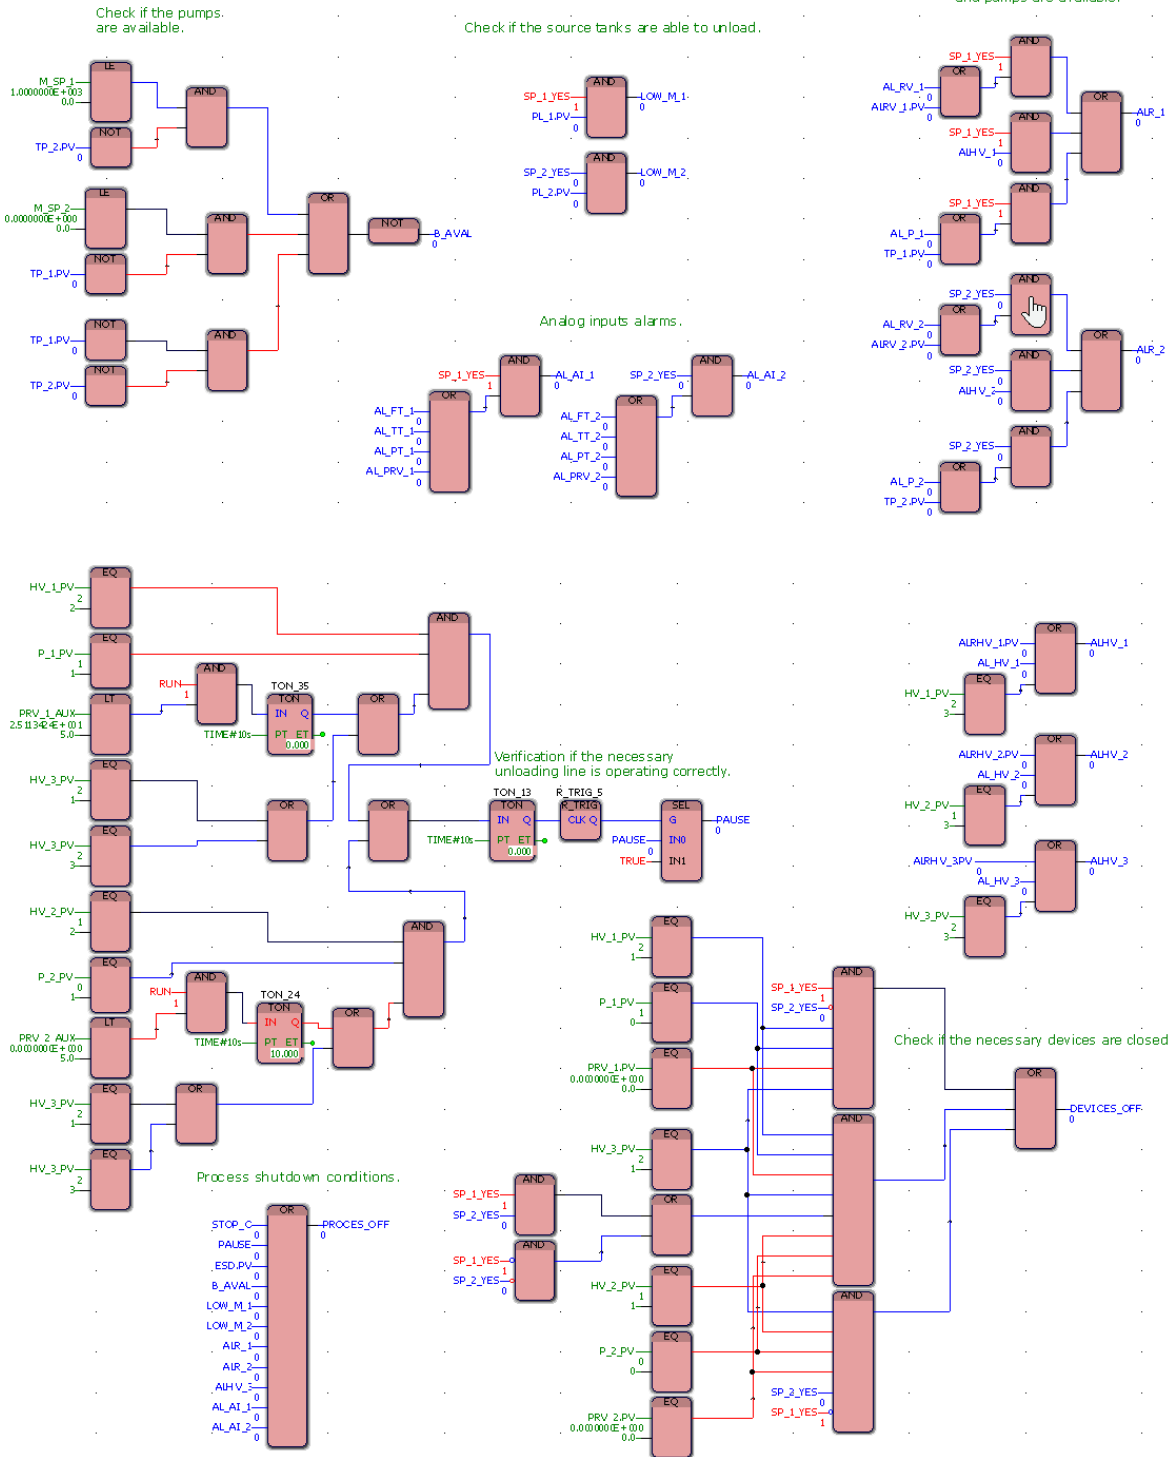 Check if the pumps
are available.
LE
M_SP_1
1.0000000E+003
0.0
AND
NOT
TP_2.PV
0
LE
M_SP_2
0.0000000E+000
0.0
AND
NOT
TP_1.PV
0
OR
NOT
B_AVAL
0
NOT
TP_1.PV
0
AND
NOT
TP_2.PV
0
Check if the source tanks are able to unload.
AND
SP_1_YES
1
PL_1.PV
0
LOW_M_1
0
AND
SP_2_YES
0
PL_2.PV
0
LOW_M_2
0
Analog inputs alarms.
AND
SP_1_YES
1
AL_AI_1
0
OR
AL_FT_1
0
AL_TT_1
0
AL_PT_1
0
AL_PRV_1
0
AND
SP_2_YES
0
AL_AI_2
0
OR
AL_FT_2
0
AL_TT_2
0
AL_PT_2
0
AL_PRV_2
0
and pumps are available.
AND
SP_1_YES
1
OR
AL_RV_1
0
ALRV_1.PV
0
AND
SP_1_YES
1
ALHV_1
0
AND
SP_1_YES
1
OR
AL_P_1
0
TP_1.PV
0
OR
ALR_1
0
AND
SP_2_YES
0
OR
AL_RV_2
0
ALRV_2.PV
0
AND
SP_2_YES
0
ALHV_2
0
AND
SP_2_YES
0
OR
AL_P_2
0
TP_2.PV
0
OR
ALR_2
0
EQ
HV_1_PV
2
2
EQ
P_1_PV
1
1
AND
AND
RUN
1
LT
PRV_1_AUX
2.5113424E+001
5.0
TON_35
TON
IN Q
TIME#10s
PT ET
0.000
OR
EQ
HV_3_PV
2
1
OR
EQ
HV_3_PV
2
3
OR
Verification if the necessary
unloading line is operating correctly.
TON_13
TON
IN Q
TIME#10s
PT ET
0.000
R_TRIG_5
R_TRIG
CLK Q
SEL
G
PAUSE
0
IN0
TRUE
IN1
PAUSE
0
EQ
HV_2_PV
1
2
AND
EQ
P_2_PV
0
1
AND
RUN
1
LT
PRV_2_AUX
0.0000000E+000
5.0
TON_24
TON
IN Q
TIME#10s
PT ET
10.000
OR
EQ
HV_3_PV
2
1
OR
EQ
HV_3_PV
2
3
OR
ALRHV_1.PV
0
AL_HV_1
0
EQ
HV_1_PV
2
3
ALHV_1
0
OR
ALRHV_2.PV
0
AL_HV_2
0
EQ
HV_2_PV
1
3
ALHV_2
0
OR
ALRHV_3.PV
0
AL_HV_3
0
EQ
HV_3_PV
2
3
ALHV_3
0
Process shutdown conditions.
OR
STOP_C
0
PAUSE
0
ESD.PV
0
B_AVAL
0
LOW_M_1
0
LOW_M_2
0
ALR_1
0
ALR_2
0
ALHV_3
0
AL_AI_1
0
AL_AI_2
0
PROCES_OFF
0
EQ
HV_1_PV
2
1
EQ
P_1_PV
1
0
EQ
PRV_1.PV
0.0000000E+000
0.0
EQ
HV_3_PV
2
1
AND
SP_1_YES
1
SP_2_YES
0
AND
SP_1_YES
1
SP_2_YES
0
OR
EQ
HV_2_PV
1
1
EQ
P_2_PV
0
0
EQ
PRV_2.PV
0.0000000E+000
0.0
AND
SP_1_YES
1
SP_2_YES
0
AND
AND
SP_2_YES
0
SP_1_YES
1
Check if the necessary devices are closed
OR
DEVICES_OFF
0